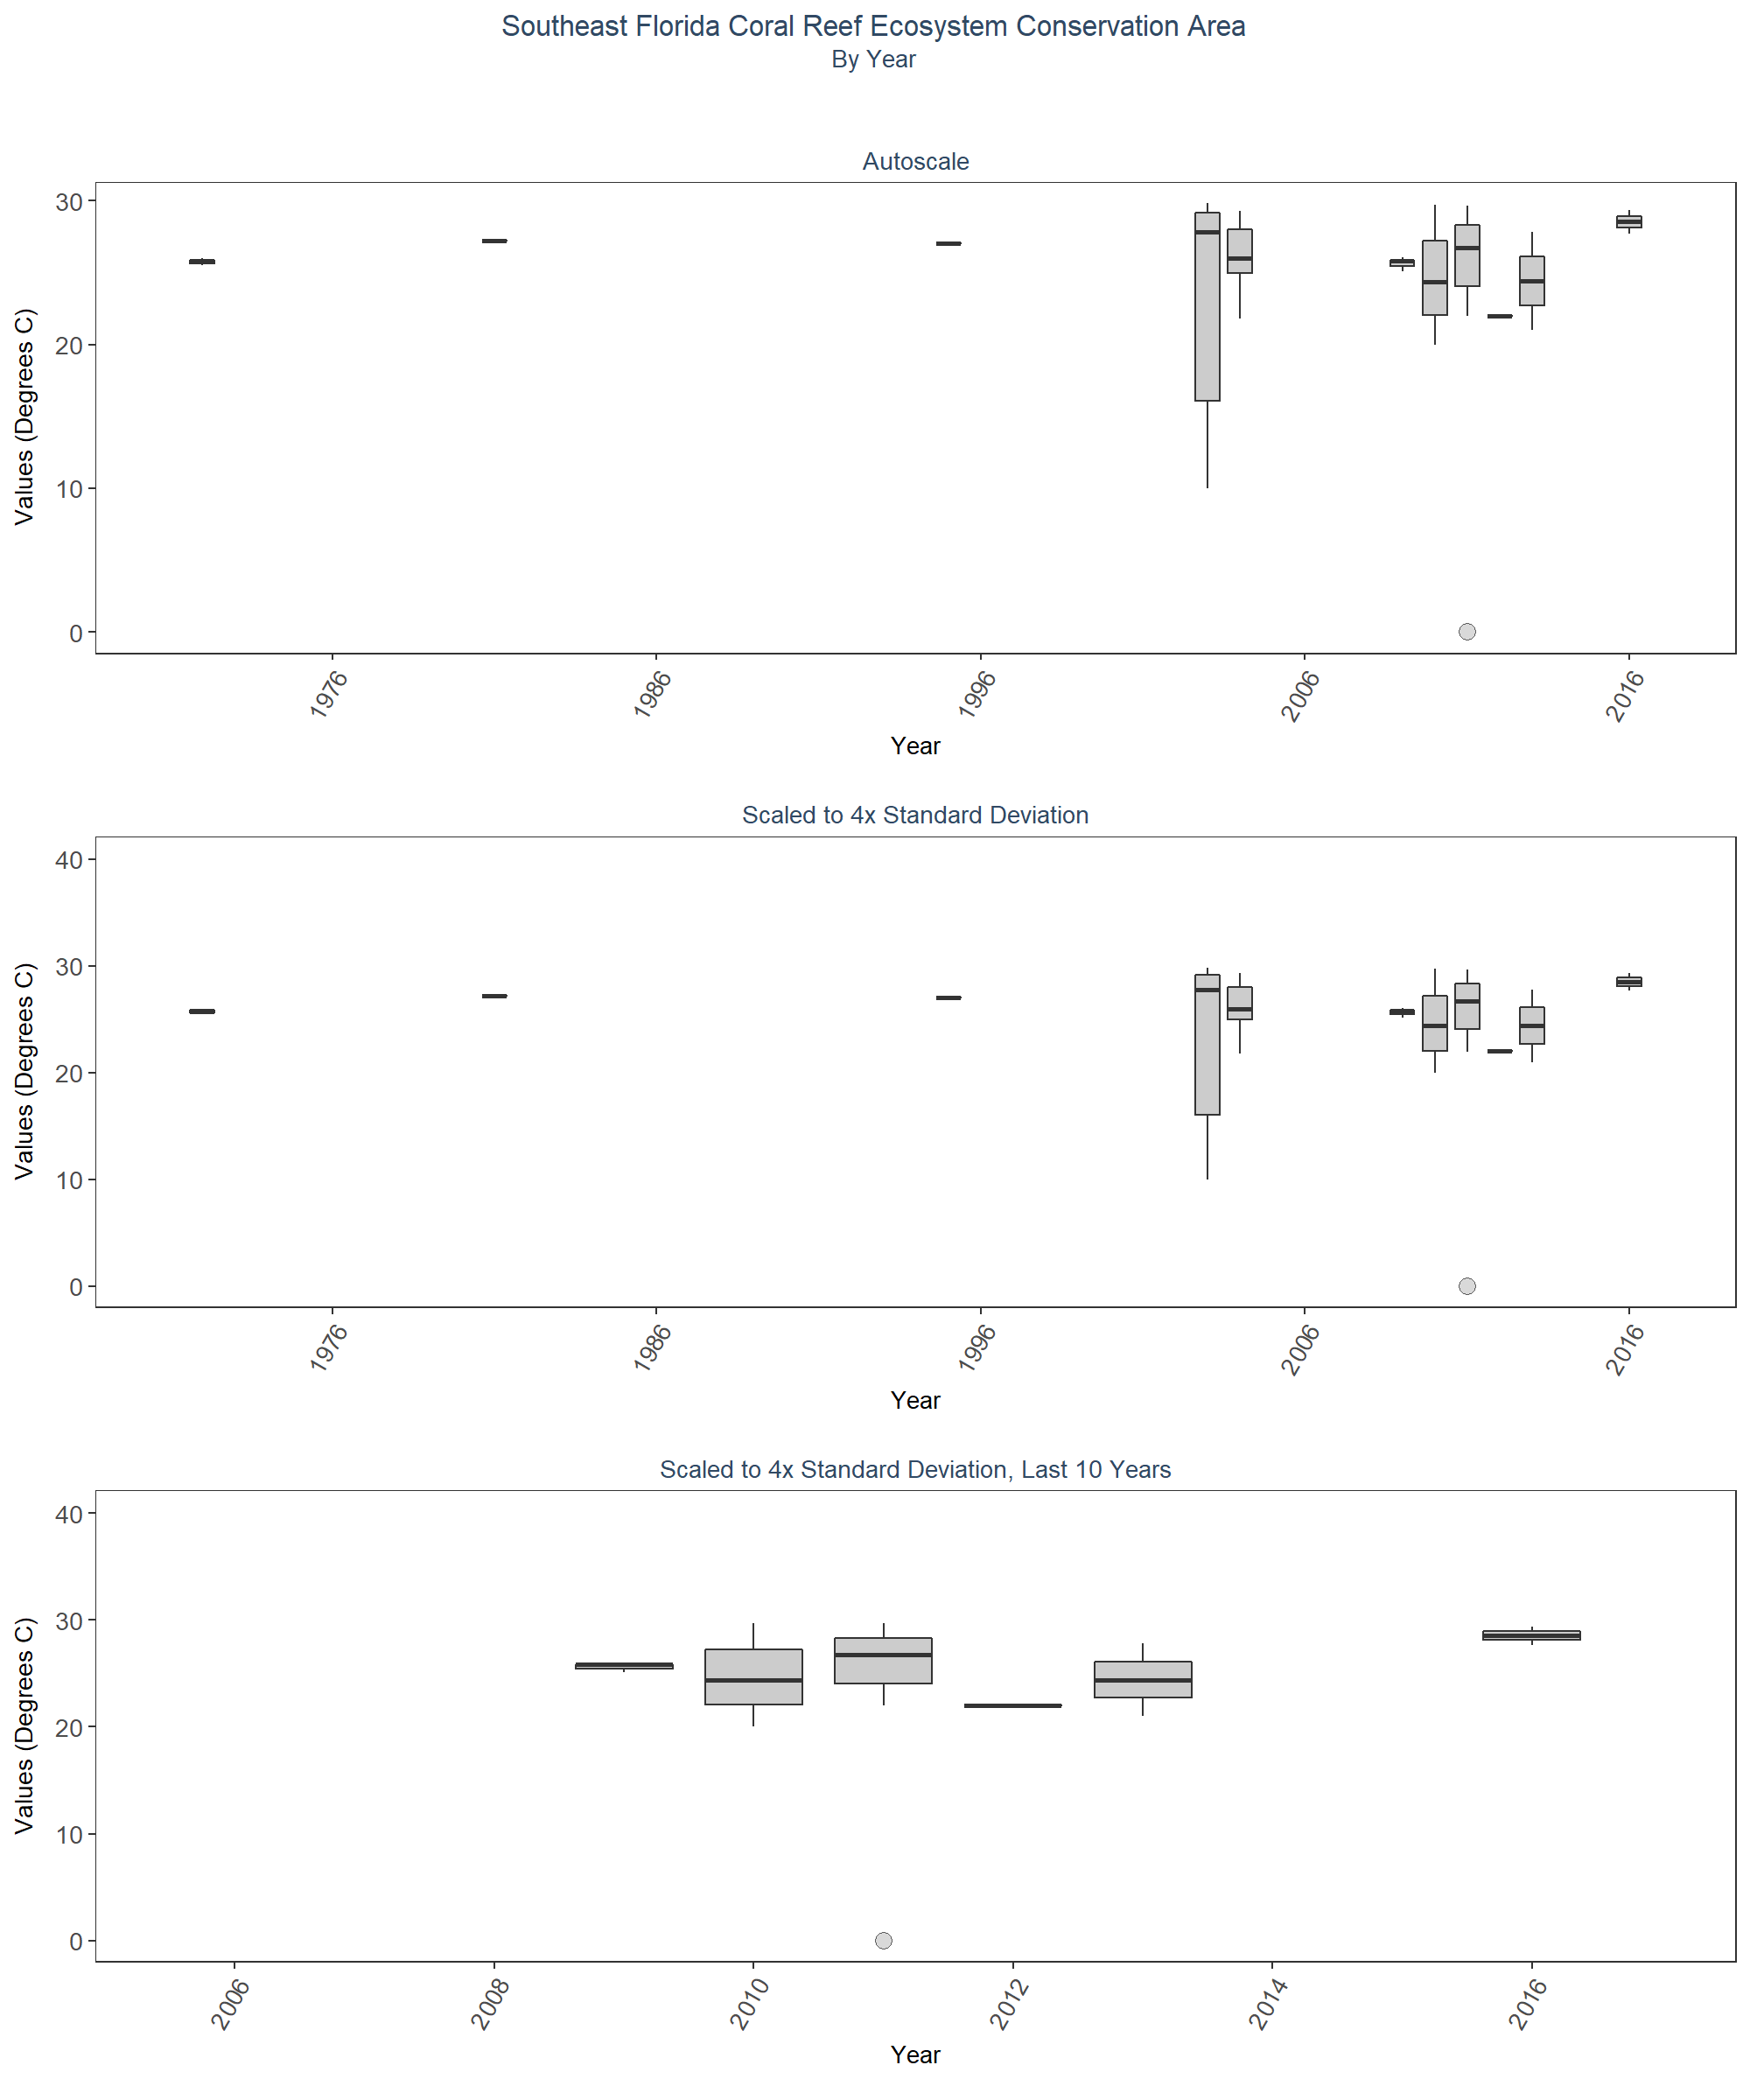 Southeast Florida Coral Reef Ecosystem Conservation Area
By Year
Autoscale
Values (Degrees C)
30
20
10
0
1976
1986
1996
2006
2016
Year
Scaled to 4x Standard Deviation
Values (Degrees C)
40
30
20
10
0
1976
1986
1996
2006
2016
Year
Scaled to 4x Standard Deviation, Last 10 Years
Values (Degrees C)
40
30
20
10
0
2006
2008
2010
2012
2014
2016
Year